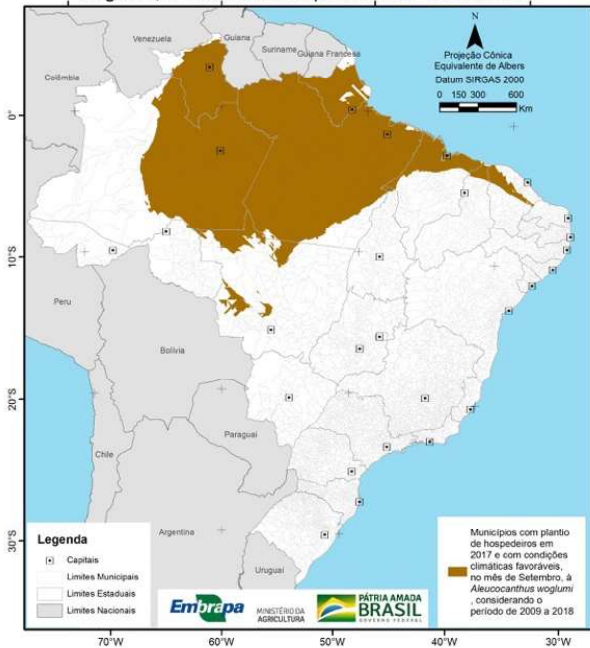 N
Projeção Cônica
Equivalente de Albers
Datum SIRGAS 2000
0 150 300 600
Km
Venezuela
Guiana
Suriname
Guiana Francesa
Colômbia
Peru
Bolívia
Paraguai
Chile
Argentina
Uruguai
0°
10°S
20°S
30°S
Legenda
Capitais
Limites Municipais
Limites Estaduais
Limites Nacionais
Embrapa
MINISTÉRIO DA
AGRICULTURA
PÁTRIA AMADA
BRASIL
GOVERNO FEDERAL
Municípios com plantio
de hospedeiros em
2017 e com condições
climáticas favoráveis,
no mês de Setembro, à
Aleucocanthus woglumi
, considerando o
período de 2009 a 2018
70°W 60°W 50°W 40°W 30°W